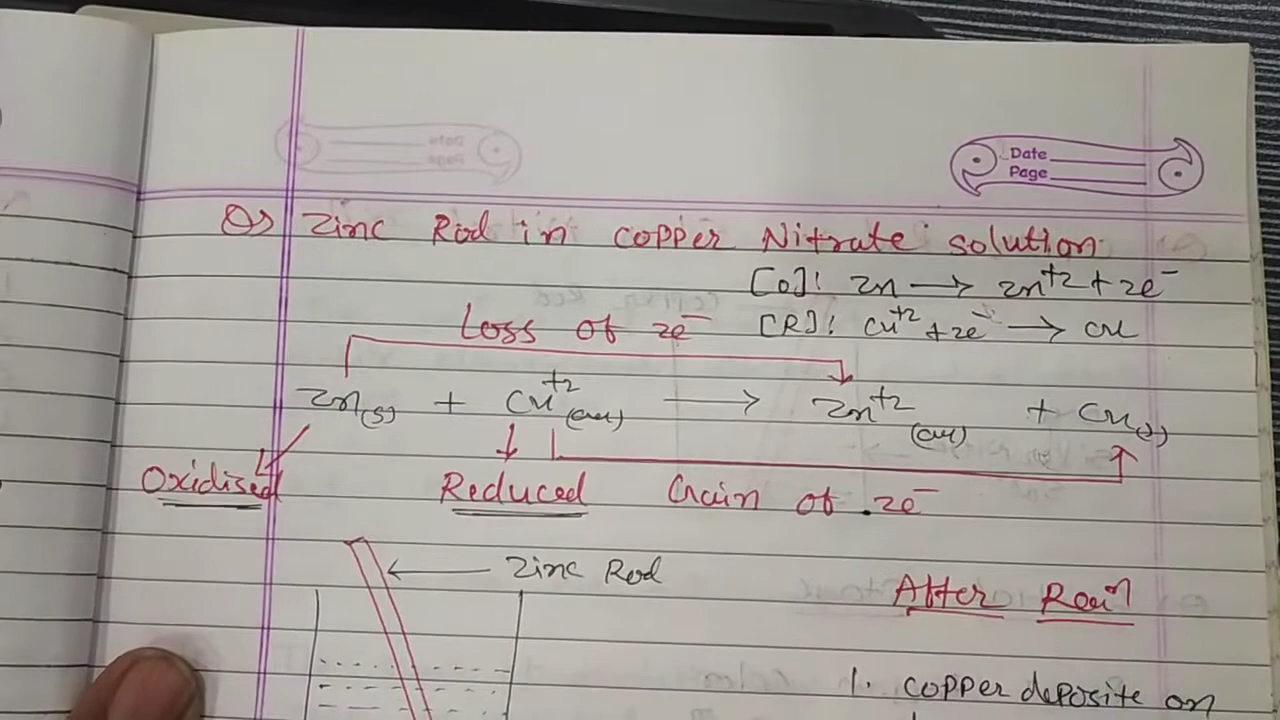 Date
Page
Q) Zinc Rod in copper Nitrate solution
[O]: Zn → Zn+2 + 2e-
Loss of 2e- [R]: Cu+2 + 2e- → Cu
Zn(s) + Cu+2(aq) → Zn+2(aq) + Cu(s)
Oxidised Reduced Gain of 2e-
Zinc Rod
After Rxn
1. copper deposite on